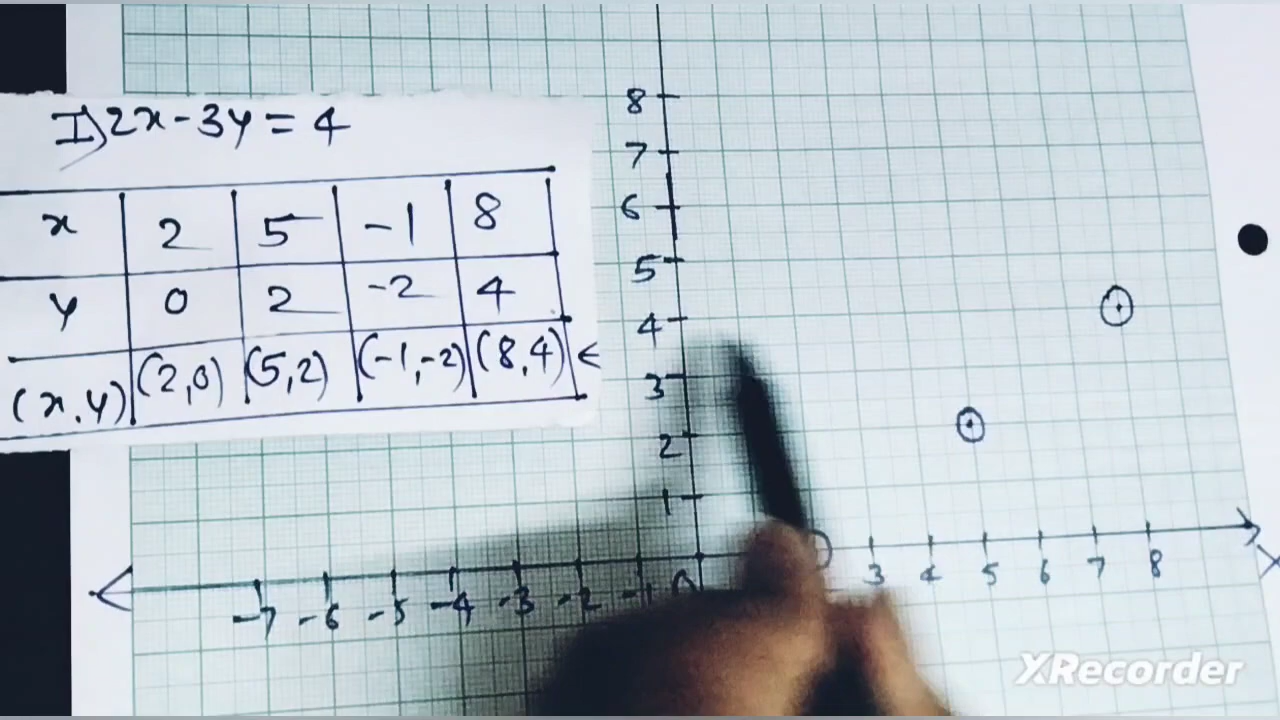 I) 2x - 3y = 4
x 2 5 -1 8
y 0 2 -2 4
(x,y) (2,0) (5,2) (-1,-2) (8,4) <
8
7
6
5
4
3
2
1
-7 -6 -5 -4 -3 -2 -1 3 4 5 6 7 8 X
XRecorder